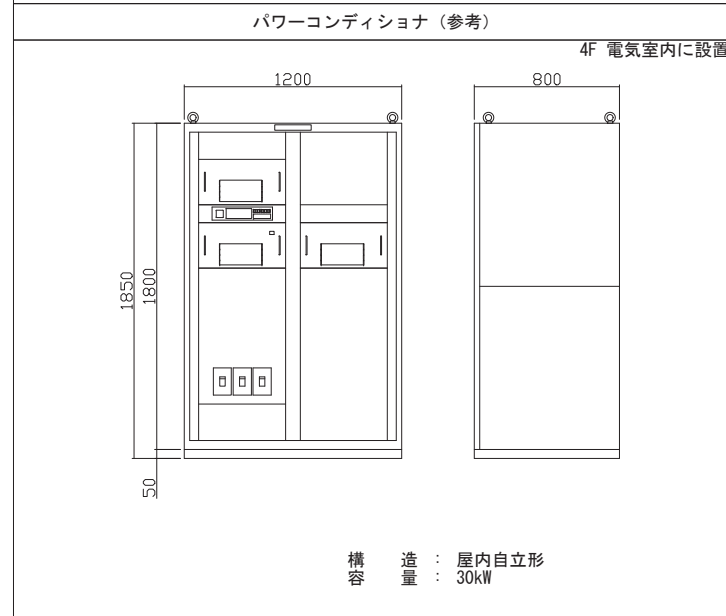 パワーコンディショナ（参考）
4F 電気室内に設置
1200
800
1850
1800
50
構　造 ： 屋内自立形
容　量 ： 30kW